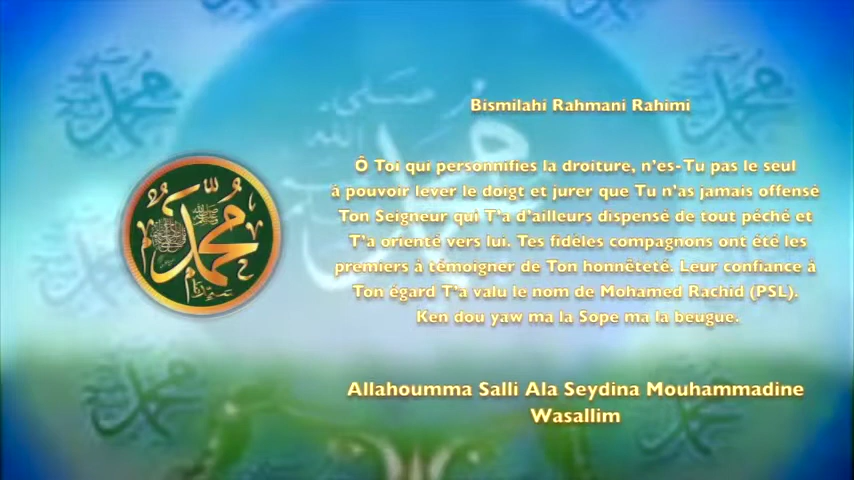 Bismilahi Rahmani Rahimi
محمد
Ô Toi qui personnifies la droiture, n'es-Tu pas le seul
à pouvoir lever le doigt et jurer que Tu n'as jamais offensé
Ton Seigneur qui T'a d'ailleurs dispensé de tout péché et
T'a orienté vers lui. Tes fidèles compagnons ont été les
premiers à témoigner de Ton honnêteté. Leur confiance à
Ton égard T'a valu le nom de Mohamed Rachid (PSL).
Ken dou yaw ma la Sope ma la beugue.
Allahoumma Salli Ala Seydina Mouhammadine
Wasallim